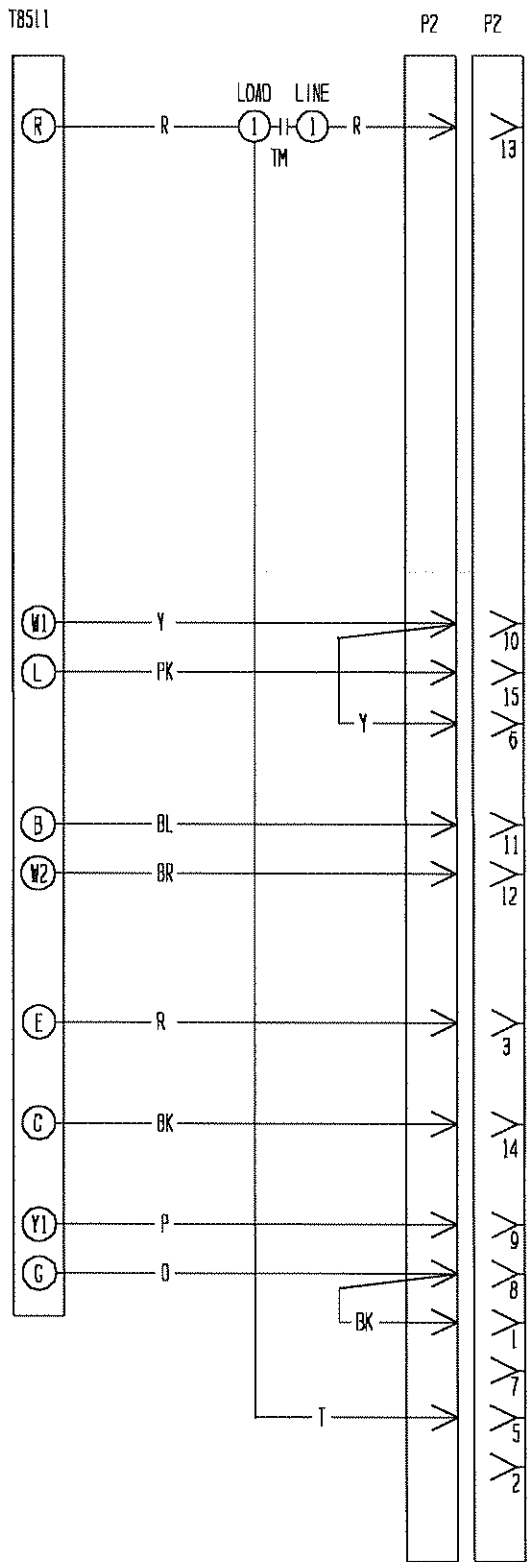 T8511 P2 P2
LOAD LINE
R R 1 1 R
TM 13
W1 Y
10
L PK
15
Y
6
B BL
11
W2 BR
12
E R
3
C BK
14
Y1 P
9
G O
8
BK
1
7
T
5
2